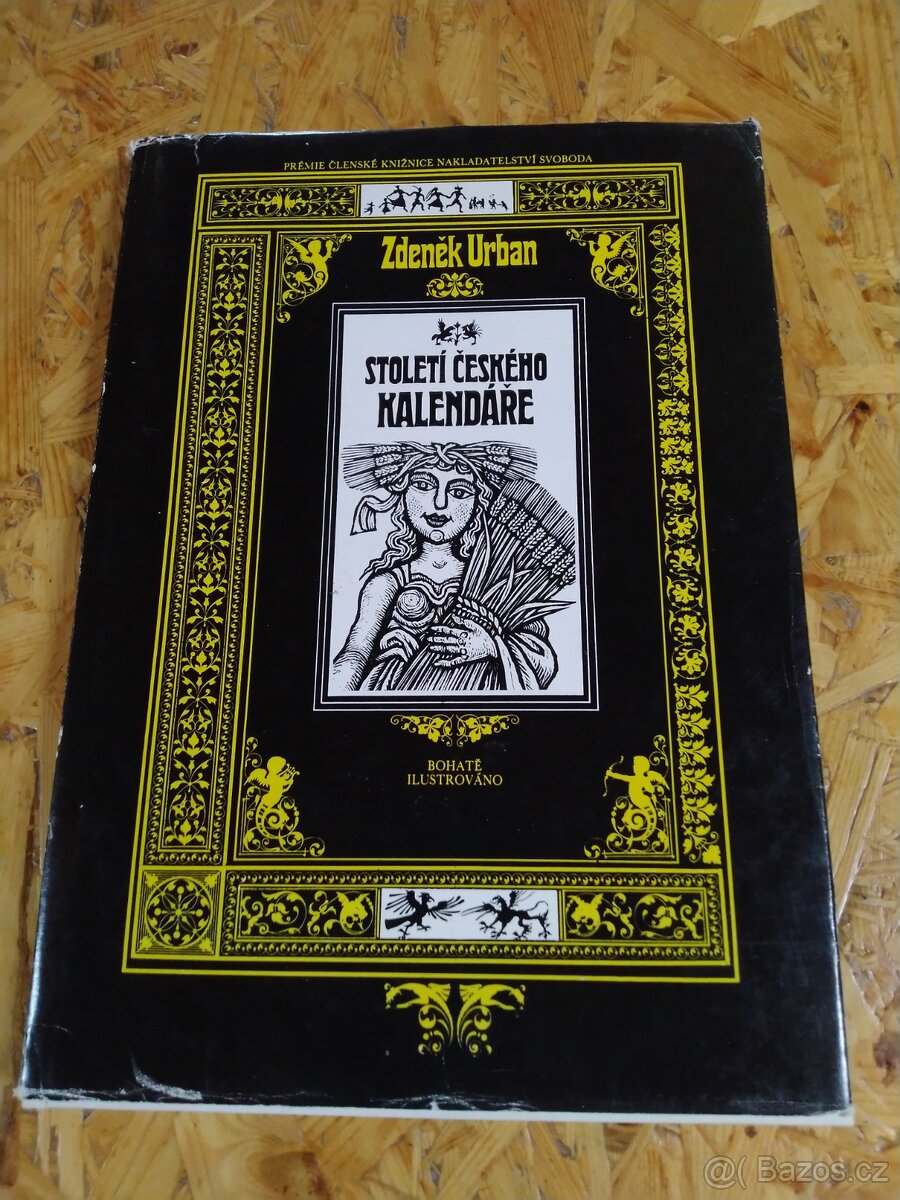 PRÉMIE ČLENSKÉ KNIŽNICE NAKLADATELSTVÍ SVOBODA
Zdeněk Urban
STOLETÍ ČESKÉHO
KALENDÁŘE
BOHATĚ
ILUSTROVÁNO
@( Bazos.cz